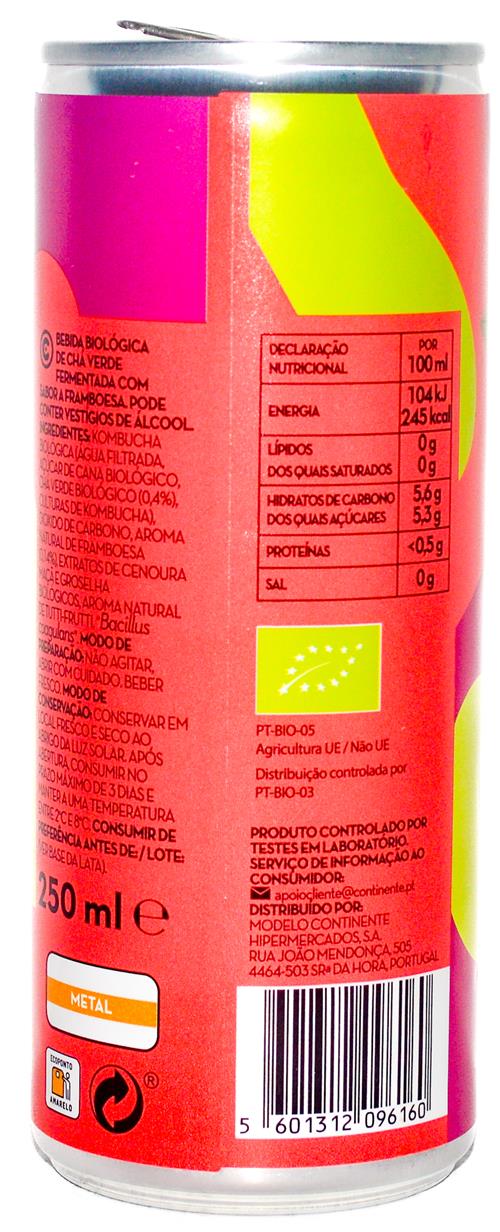 BEBIDA BIOLÓGICA
DE CHÁ VERDE
FERMENTADA COM
SABOR A FRAMBOESA. PODE
CONTER VESTÍGIOS DE ÁLCOOL.
INGREDIENTES: KOMBUCHA
BIOLÓGICA (ÁGUA FILTRADA,
AÇÚCAR DE CANA BIOLÓGICO,
CHÁ VERDE BIOLÓGICO (0,4%),
CULTURAS DE KOMBUCHA),
DIÓXIDO DE CARBONO, AROMA
NATURAL DE FRAMBOESA
EXTRATOS DE CENOURA
MAÇÃ E GROSELHA
BIOLÓGICOS, AROMA NATURAL
DE TUTTI-FRUTTI, "Bacillus
coagulans". MODO DE
PREPARAÇÃO: NÃO AGITAR,
ABRIR COM CUIDADO. BEBER
FRESCO MODO DE
CONSERVAÇÃO: CONSERVAR EM
LOCAL FRESCO E SECO AO
ABRIGO DA LUZ SOLAR. APÓS
ABERTURA, CONSUMIR NO
PRAZO MÁXIMO DE 3 DIAS E
MANTER A UMA TEMPERATURA
ENTRE 2°C E 8°C. CONSUMIR DE
PREFERÊNCIA ANTES DE: / LOTE:
(VER BASE DA LATA).
250 ml e
METAL
ECOPONTO
AMARELO
®
DECLARAÇÃO NUTRICIONAL POR 100 ml
ENERGIA 104 kJ 245 kcal
LÍPIDOS 0 g
DOS QUAIS SATURADOS 0 g
HIDRATOS DE CARBONO 5,6 g
DOS QUAIS AÇÚCARES 5,3 g
PROTEÍNAS <0,5 g
SAL 0 g
PT-BIO-05
Agricultura UE / Não UE
Distribuição controlada por
PT-BIO-03
PRODUTO CONTROLADO POR
TESTES EM LABORATÓRIO.
SERVIÇO DE INFORMAÇÃO AO
CONSUMIDOR:
apoiocliente@continente.pt
DISTRIBUÍDO POR:
MODELO CONTINENTE
HIPERMERCADOS, S.A.
RUA JOÃO MENDONÇA, 505
4464-503 SRª DA HORA, PORTUGAL
5 601312 096160